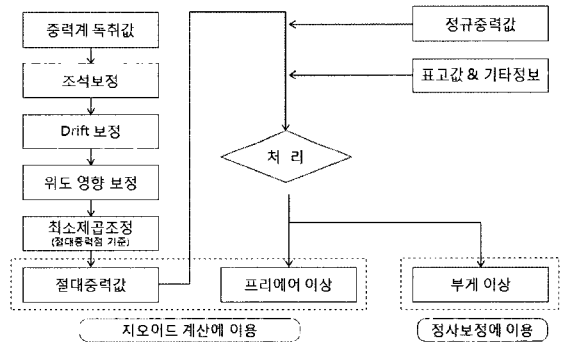 중력계 독취값
조석보정
Drift 보정
위도 영향 보정
최소제곱조정
(절대중력점 기준)
절대중력값
정규중력값
표고값 & 기타정보
처 리
프리에어 이상
부게 이상
지오이드 계산에 이용
정사보정에 이용